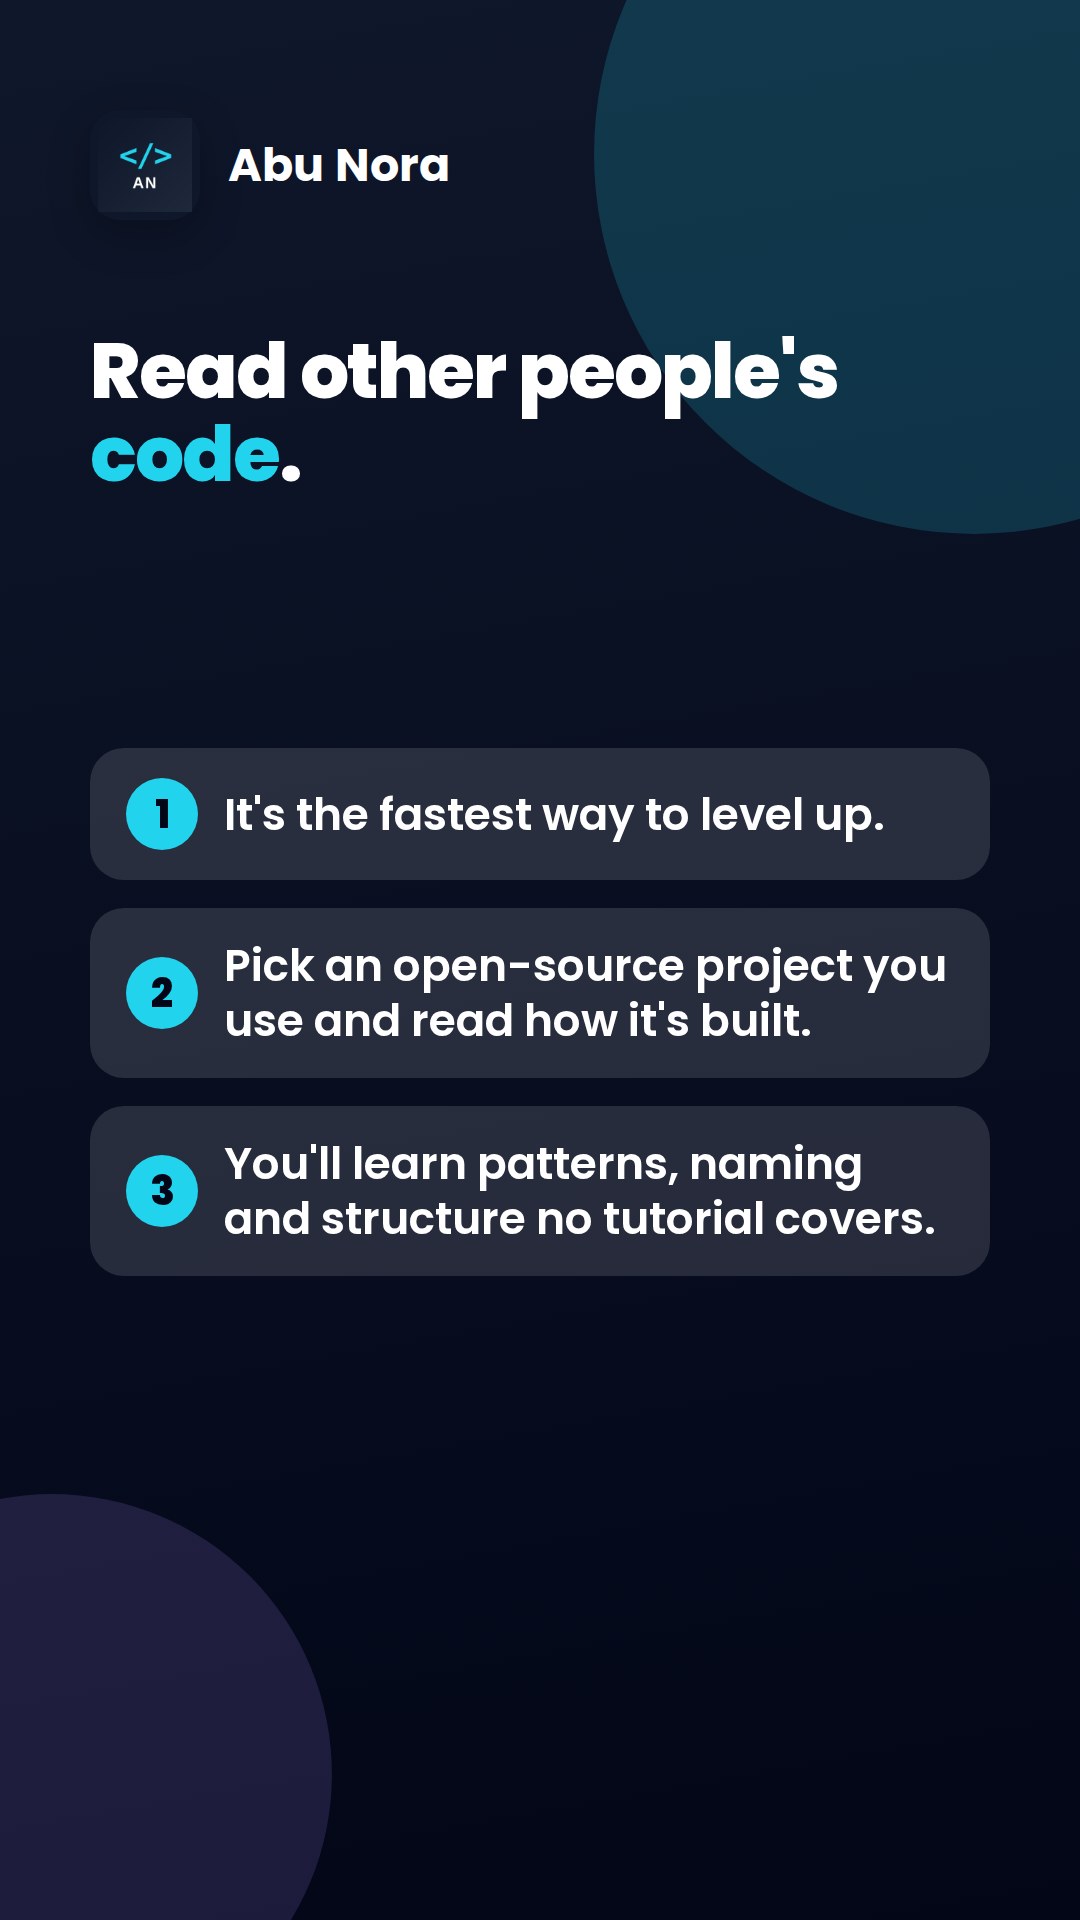 </>
AN
Abu Nora
Read other people's
code.
1 It's the fastest way to level up.
2 Pick an open-source project you
use and read how it's built.
3 You'll learn patterns, naming
and structure no tutorial covers.